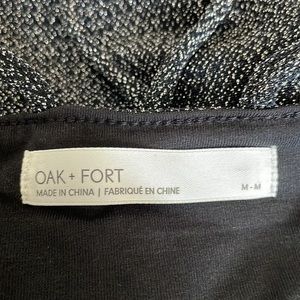 OAK + FORT
MADE IN CHINA | FABRIQUÉ EN CHINE
M - M